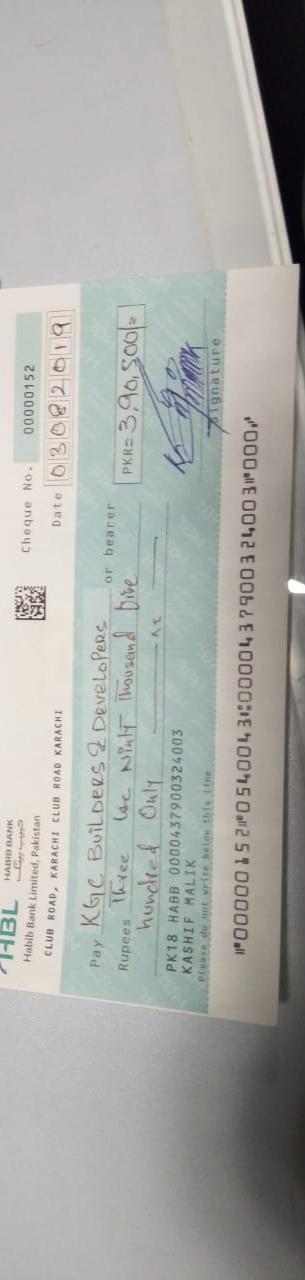 HBL
HABIB BANK
Habib Bank Limited, Pakistan
CLUB ROAD, KARACHI CLUB ROAD KARACHI
Cheque No. 00000152
Date 03082019
Pay KGC BUILDERS & DEVELOPERS or bearer
Rupees Three lac Ninty Thousand five
hundred Only
PKR= 3,90,500/=
PK18 HABB 0000437900324003
KASHIF MALIK
Please do not write below this line
Signature
"00000152"0540043:0000437900324003"000"